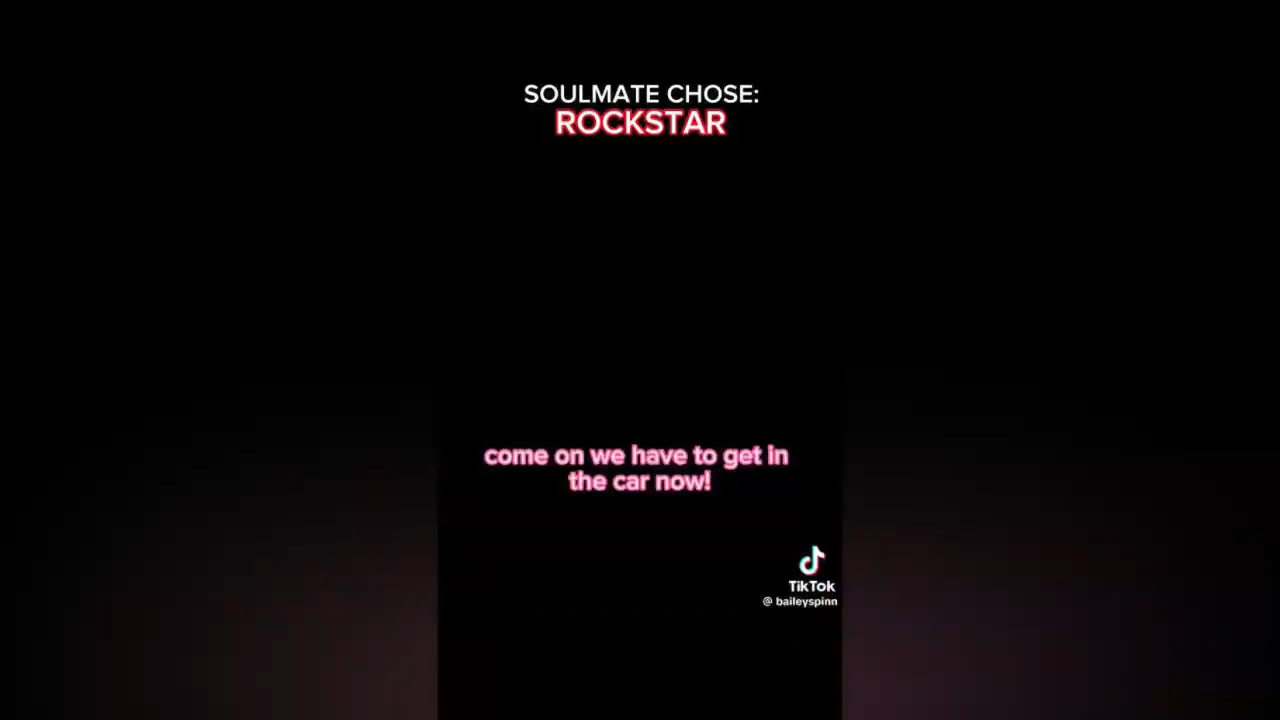 SOULMATE CHOSE:
ROCKSTAR
come on we have to get in
the car now!
TikTok
@ baileyspinn